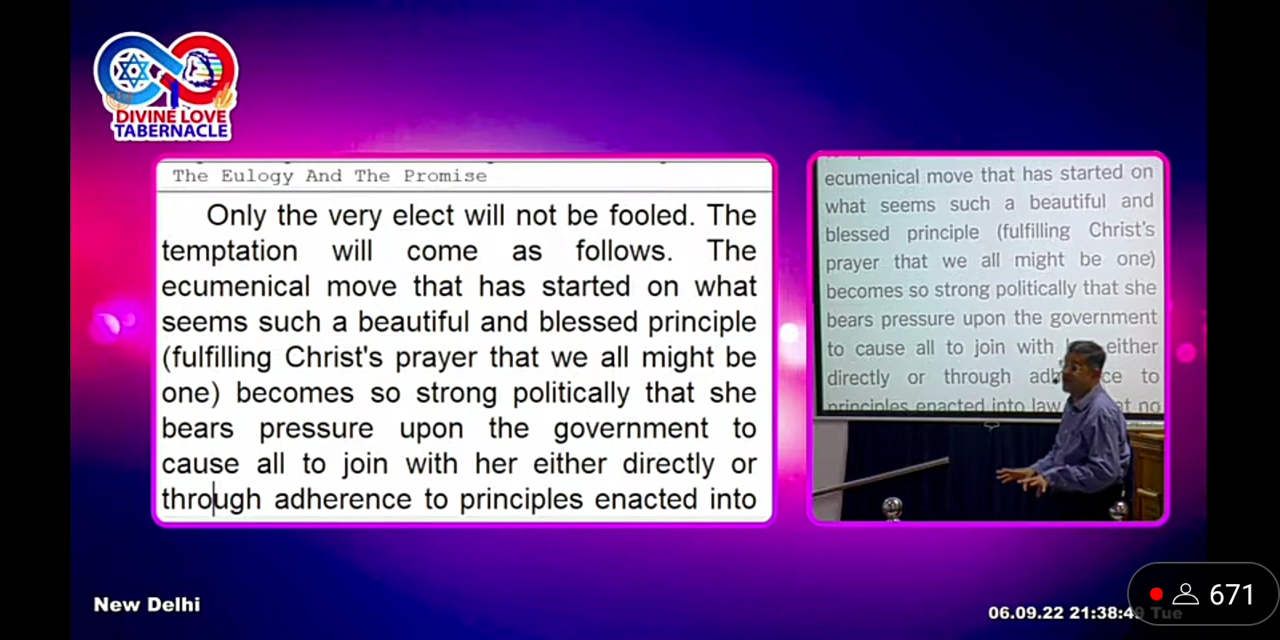 DIVINE LOVE
TABERNACLE
The Eulogy And The Promise
Only the very elect will not be fooled. The
temptation will come as follows. The
ecumenical move that has started on what
seems such a beautiful and blessed principle
(fulfilling Christ's prayer that we all might be
one) becomes so strong politically that she
bears pressure upon the government to
cause all to join with her either directly or
through adherence to principles enacted into
ecumenical move that has started on
what seems such a beautiful and
blessed principle (fulfilling Christ's
prayer that we all might be one)
becomes so strong politically that she
bears pressure upon the government
to cause all to join with either
directly or through to
principles enacted into law no
New Delhi
06.09.22 21:38:4 Tue
671